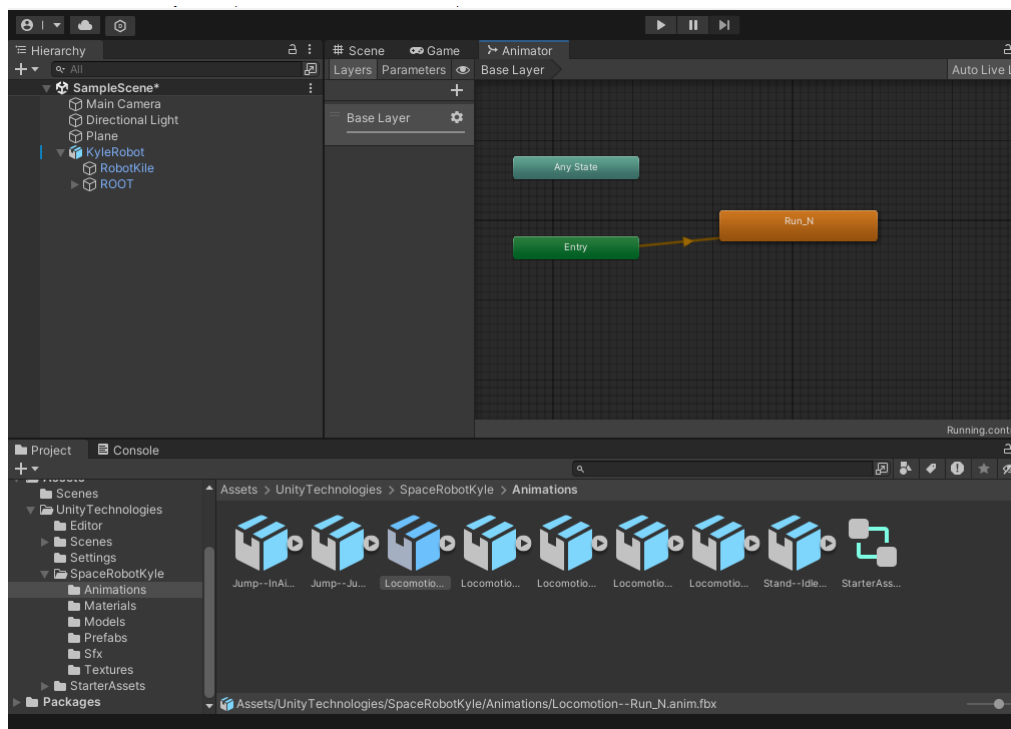 Hierarchy
All
SampleScene*
Main Camera
Directional Light
Plane
KyleRobot
RobotKile
ROOT
Scene
Game
Animator
Layers
Parameters
Base Layer
Auto Live
Base Layer
Any State
Run_N
Entry
Running.cont
Project
Console
Scenes
UnityTechnologies
Editor
Scenes
Settings
SpaceRobotKyle
Animations
Materials
Models
Prefabs
Sfx
Textures
StarterAssets
Packages
Assets > UnityTechnologies > SpaceRobotKyle > Animations
Jump--InAi...
Jump--Ju...
Locomotio...
Locomotio...
Locomotio...
Locomotio...
Locomotio...
Stand--Idle...
StarterAss...
Assets/UnityTechnologies/SpaceRobotKyle/Animations/Locomotion--Run_N.anim.fbx